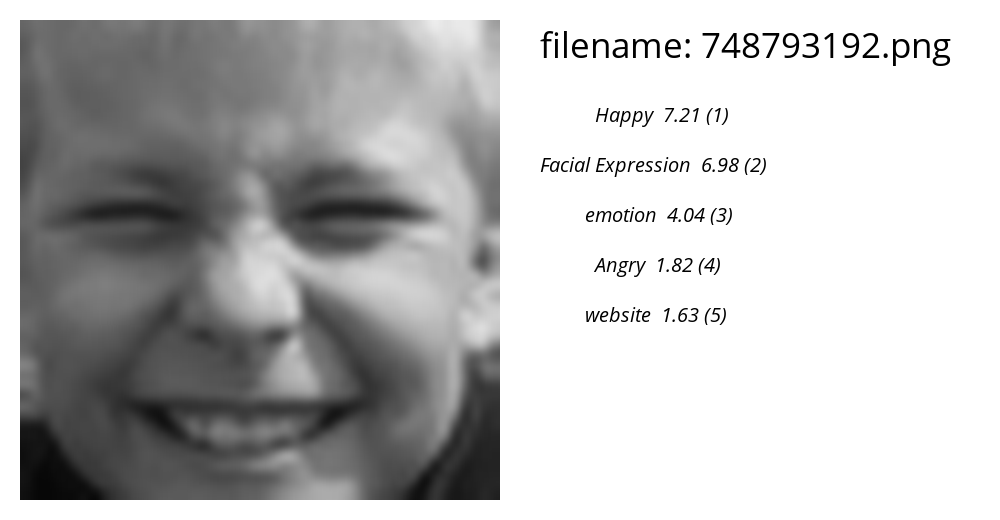 filename: 748793192.png
Happy 7.21 (1)
Facial Expression 6.98 (2)
emotion 4.04 (3)
Angry 1.82 (4)
website 1.63 (5)